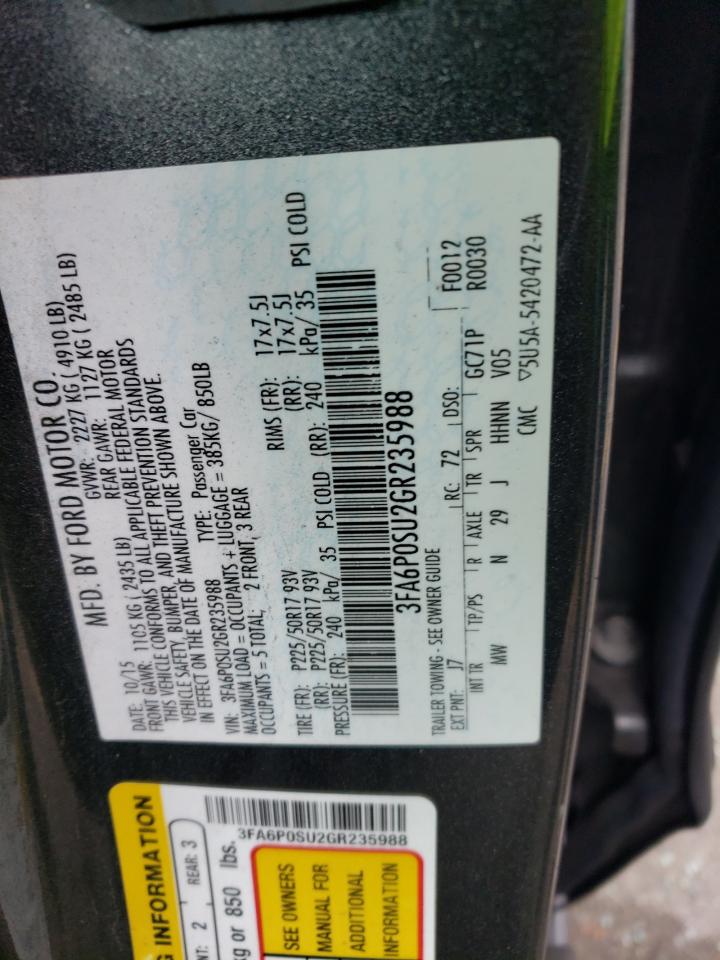 MFD. BY FORD MOTOR CO.
DATE: 10/15 GVWR: 2227 KG ( 4910 LB)
FRONT GAWR: 1105 KG ( 2435 LB) REAR GAWR: 1127 KG ( 2485 LB)
THIS VEHICLE CONFORMS TO ALL APPLICABLE FEDERAL MOTOR
VEHICLE SAFETY, BUMPER, AND THEFT PREVENTION STANDARDS
IN EFFECT ON THE DATE OF MANUFACTURE SHOWN ABOVE.
VIN: 3FA6P0SU2GR235988 TYPE: Passenger Car
MAXIMUM LOAD = OCCUPANTS + LUGGAGE = 385KG/ 850LB
OCCUPANTS = 5 TOTAL; 2 FRONT, 3 REAR
TIRE (FR): P225/50R17 93V RIMS (FR): 17x7.5J
(RR): P225/50R17 93V (RR): 17x7.5J
PRESSURE (FR): 240 kPa/ 35 PSI COLD (RR): 240 kPa/ 35 PSI COLD
3FA6P0SU2GR235988
TRAILER TOWING - SEE OWNER GUIDE
EXT PNT: J7 RC: 72 DSO: F0012
INT TR TP/PS R AXLE TR SPR GC71P R0030
MW N 29 J HHNN V05
CMC ▽5U5A-5420472-AA
G INFORMATION
NT: 2 REAR: 3
kg or 850 lbs.
3FA6P0SU2GR235988
SEE OWNERS
MANUAL FOR
ADDITIONAL
INFORMATION